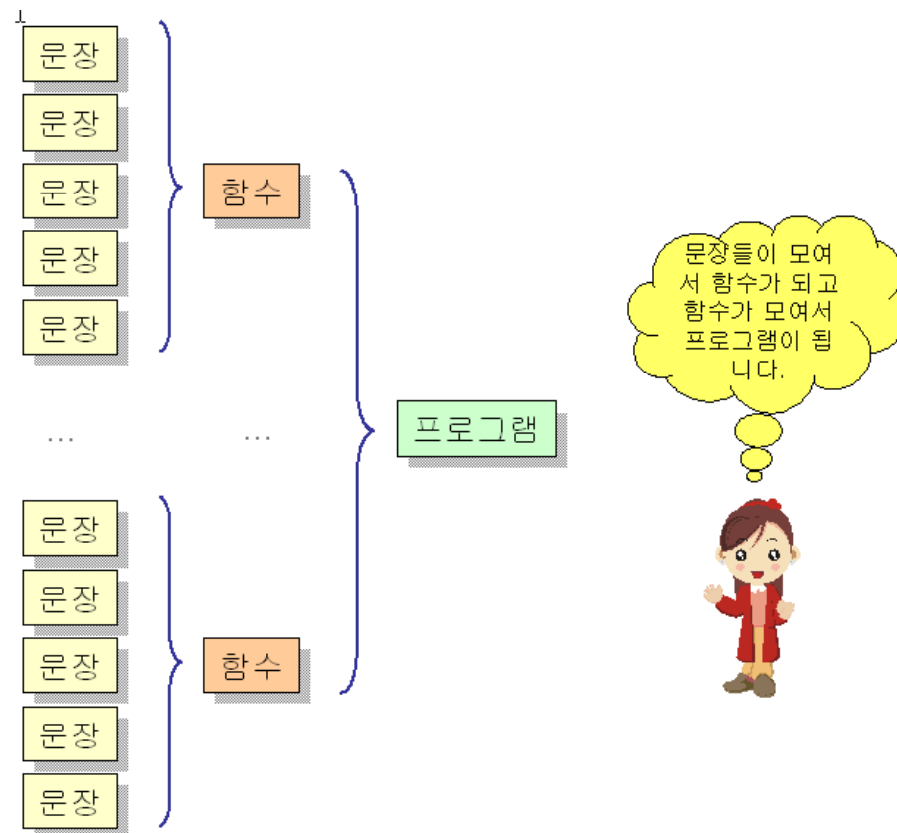 문장
문장
문장
문장
문장
함수
...
...
프로그램
문장
문장
문장
문장
문장
함수
문장들이 모여
서 함수가 되고
함수가 모여서
프로그램이 됩
니다.